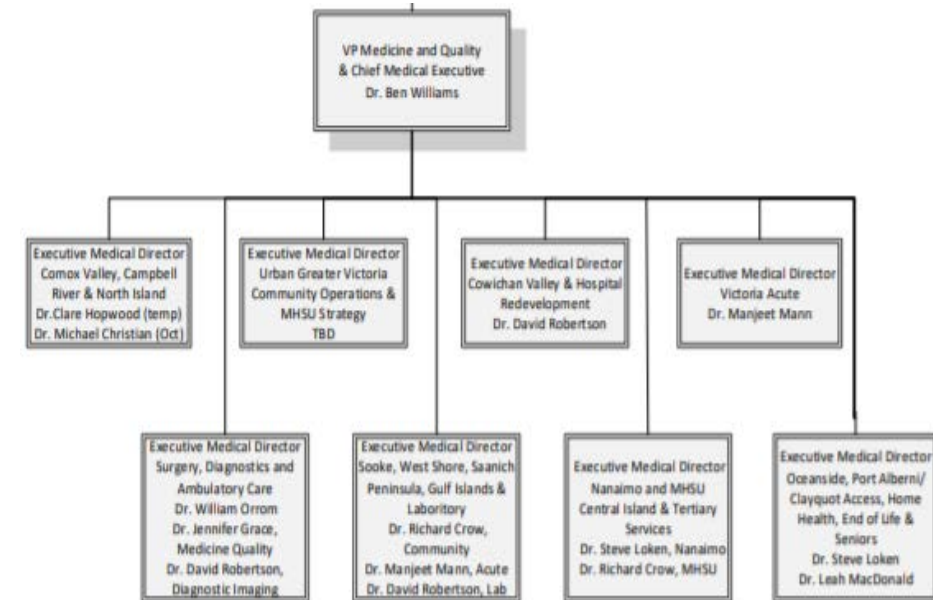 VP Medicine and Quality
& Chief Medical Executive
Dr. Ben Williams
Executive Medical Director
Comox Valley, Campbell
River & North Island
Dr.Clare Hopwood (temp)
Dr. Michael Christian (Oct)
Executive Medical Director
Urban Greater Victoria
Community Operations &
MHSU Strategy
TBD
Executive Medical Director
Cowichan Valley & Hospital
Redevelopment
Dr. David Robertson
Executive Medical Director
Victoria Acute
Dr. Manjeet Mann
Executive Medical Director
Surgery, Diagnostics and
Ambulatory Care
Dr. William Orrom
Dr. Jennifer Grace,
Medicine Quality
Dr. David Robertson,
Diagnostic Imaging
Executive Medical Director
Sooke, West Shore, Saanich
Peninsula, Gulf Islands &
Laboritory
Dr. Richard Crow,
Community
Dr. Manjeet Mann, Acute
Dr. David Robertson, Lab
Executive Medical Director
Nanaimo and MHSU
Central Island & Tertiary
Services
Dr. Steve Loken, Nanaimo
Dr. Richard Crow, MHSU
Executive Medical Director
Oceanside, Port Alberni/
Clayquot Access, Home
Health, End of Life &
Seniors
Dr. Steve Loken
Dr. Leah MacDonald